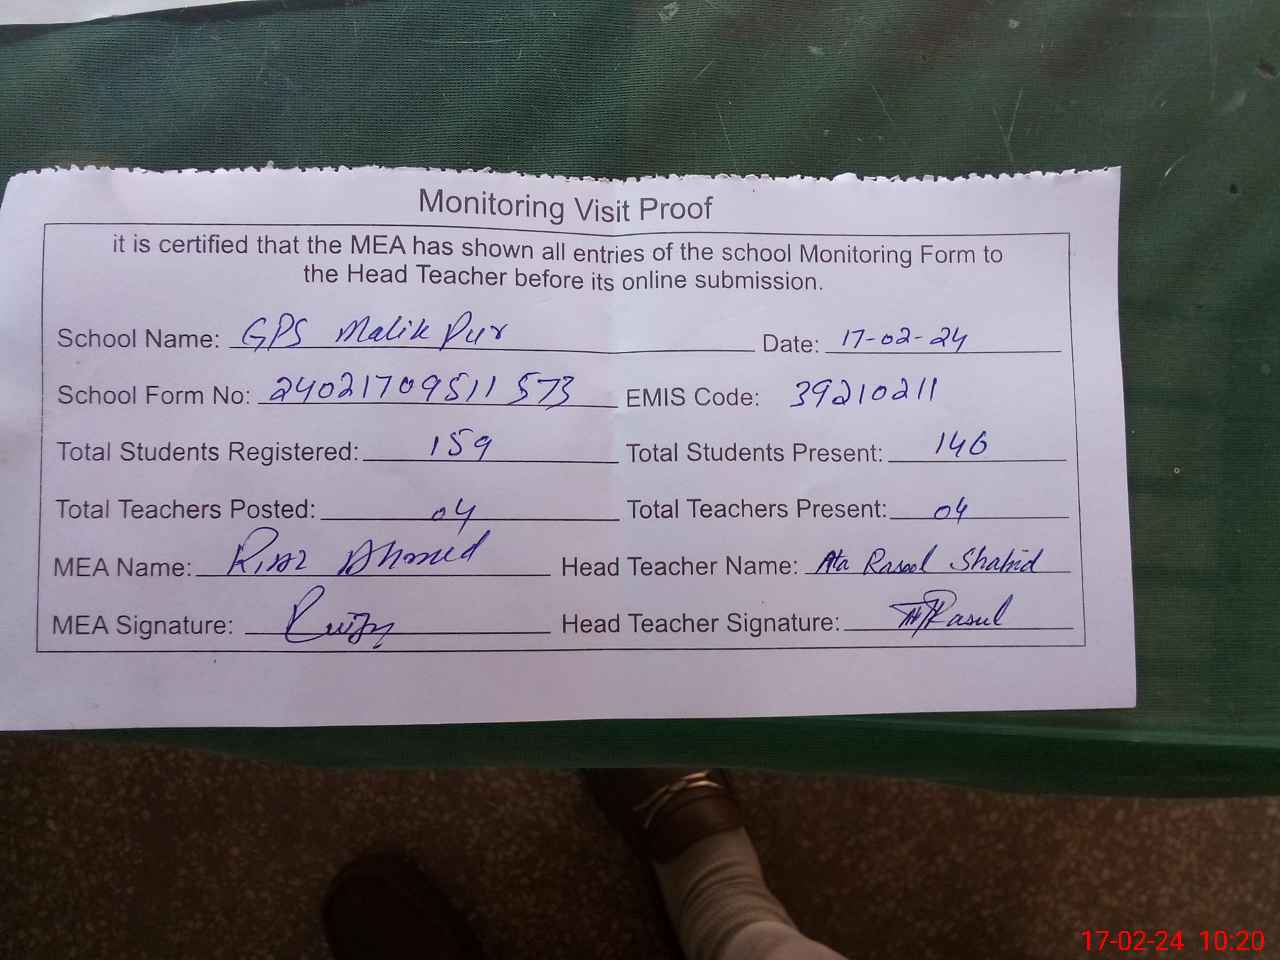 Monitoring Visit Proof
it is certified that the MEA has shown all entries of the school Monitoring Form to
the Head Teacher before its online submission.
School Name: GPS Malik Pur Date: 17-02-24
School Form No: 24021709511573 EMIS Code: 39210211
Total Students Registered: 159 Total Students Present: 146
Total Teachers Posted: 04 Total Teachers Present: 04
MEA Name: Riaz Ahmed Head Teacher Name: Ata Rasool Shahid
MEA Signature: Head Teacher Signature: Rasul
17-02-24 10:20